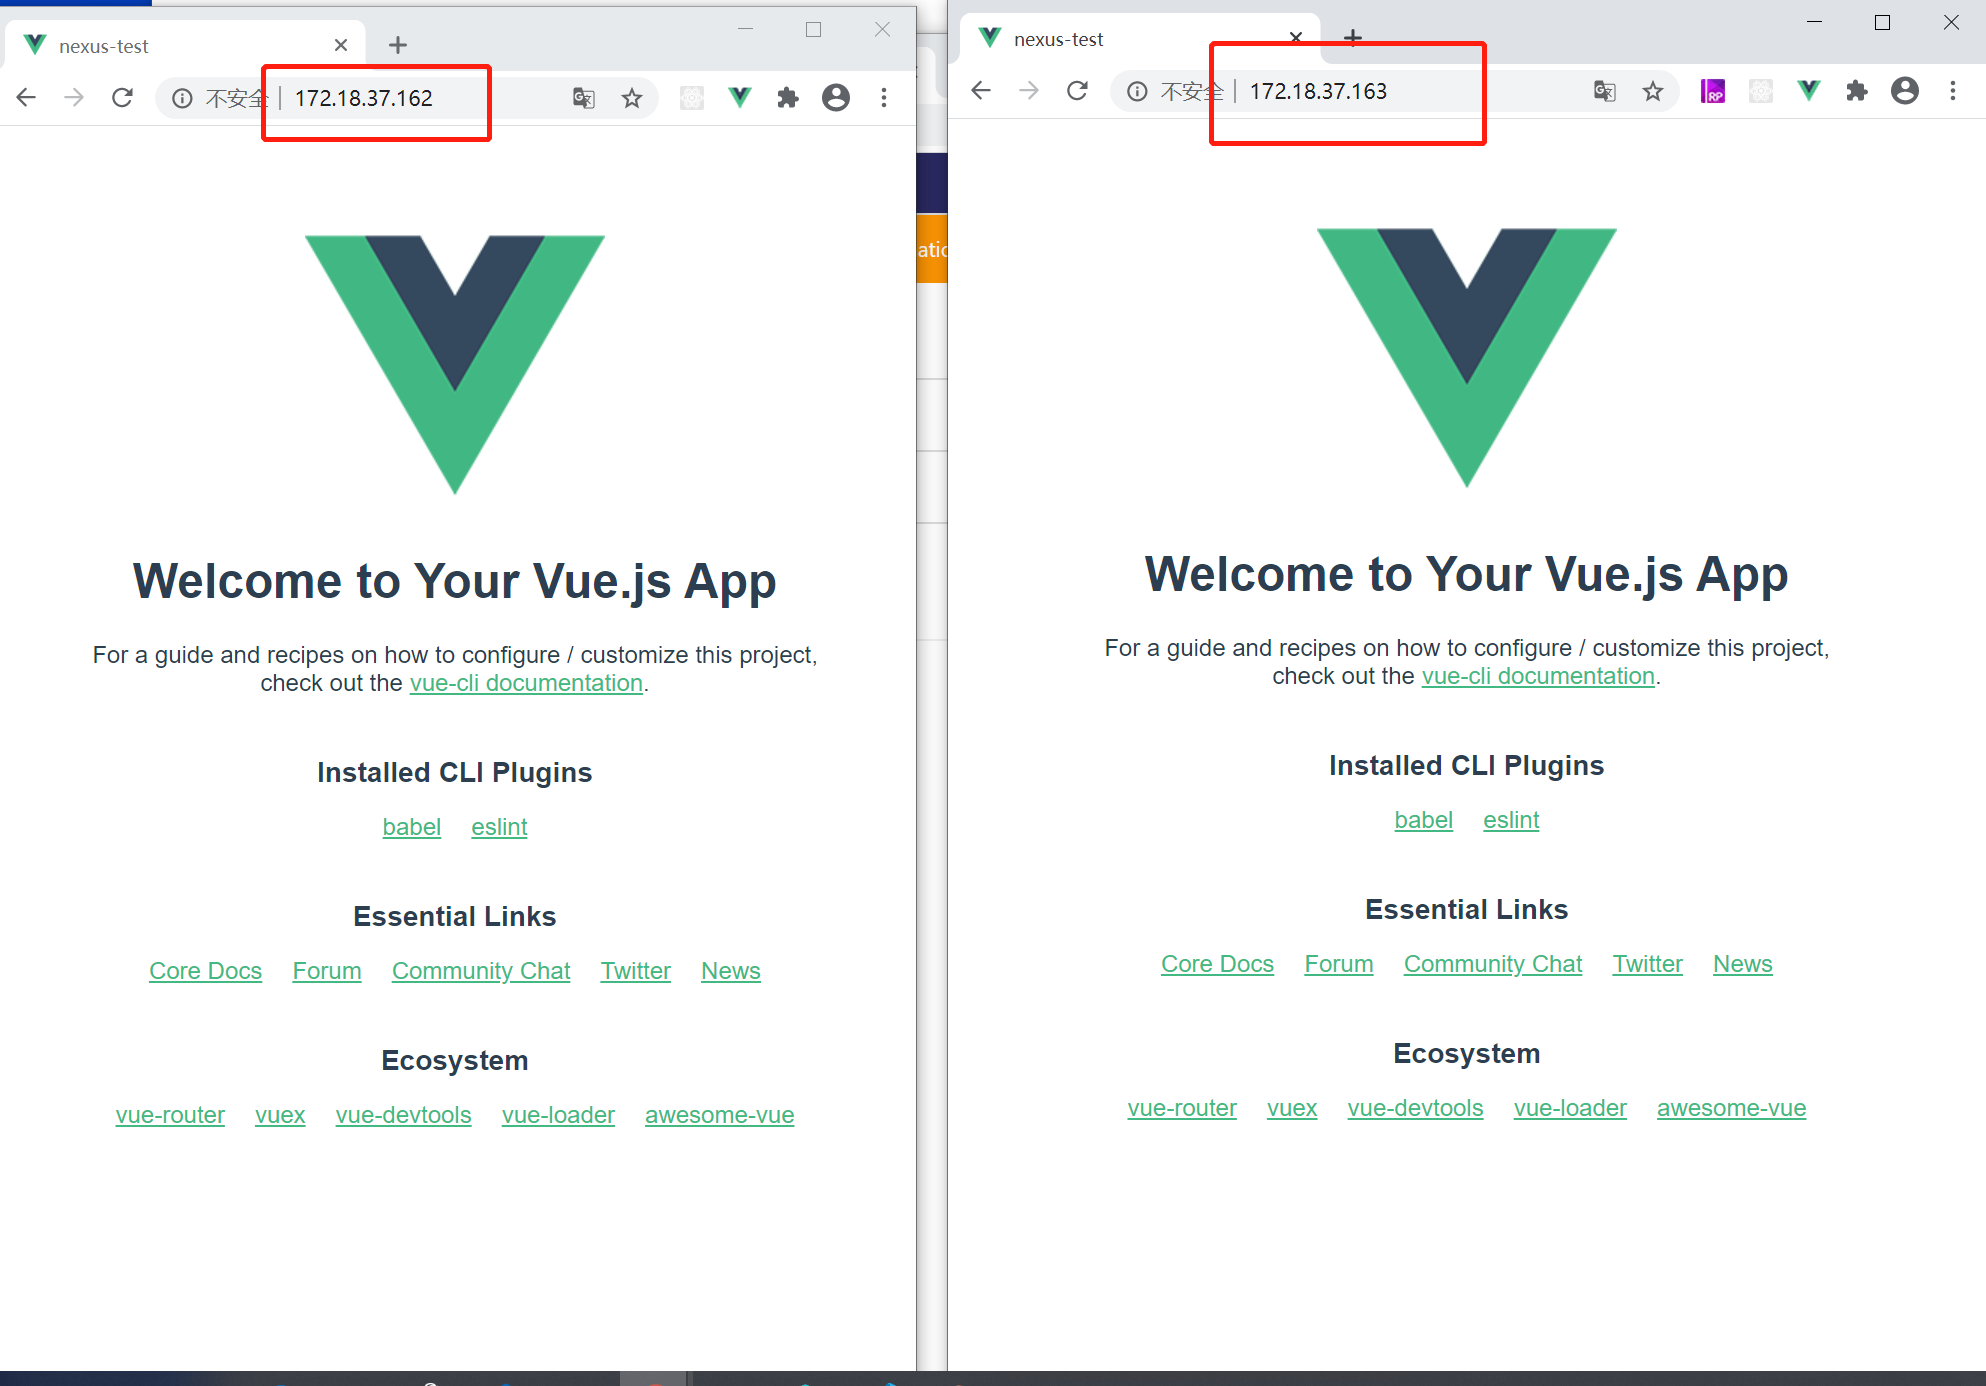 nexus-test
不安全 172.18.37.162
Welcome to Your Vue.js App
For a guide and recipes on how to configure / customize this project,
check out the vue-cli documentation.
Installed CLI Plugins
babel eslint
Essential Links
Core Docs Forum Community Chat Twitter News
Ecosystem
vue-router vuex vue-devtools vue-loader awesome-vue
nexus-test
不安全 172.18.37.163
RP
Welcome to Your Vue.js App
For a guide and recipes on how to configure / customize this project,
check out the vue-cli documentation.
Installed CLI Plugins
babel eslint
Essential Links
Core Docs Forum Community Chat Twitter News
Ecosystem
vue-router vuex vue-devtools vue-loader awesome-vue